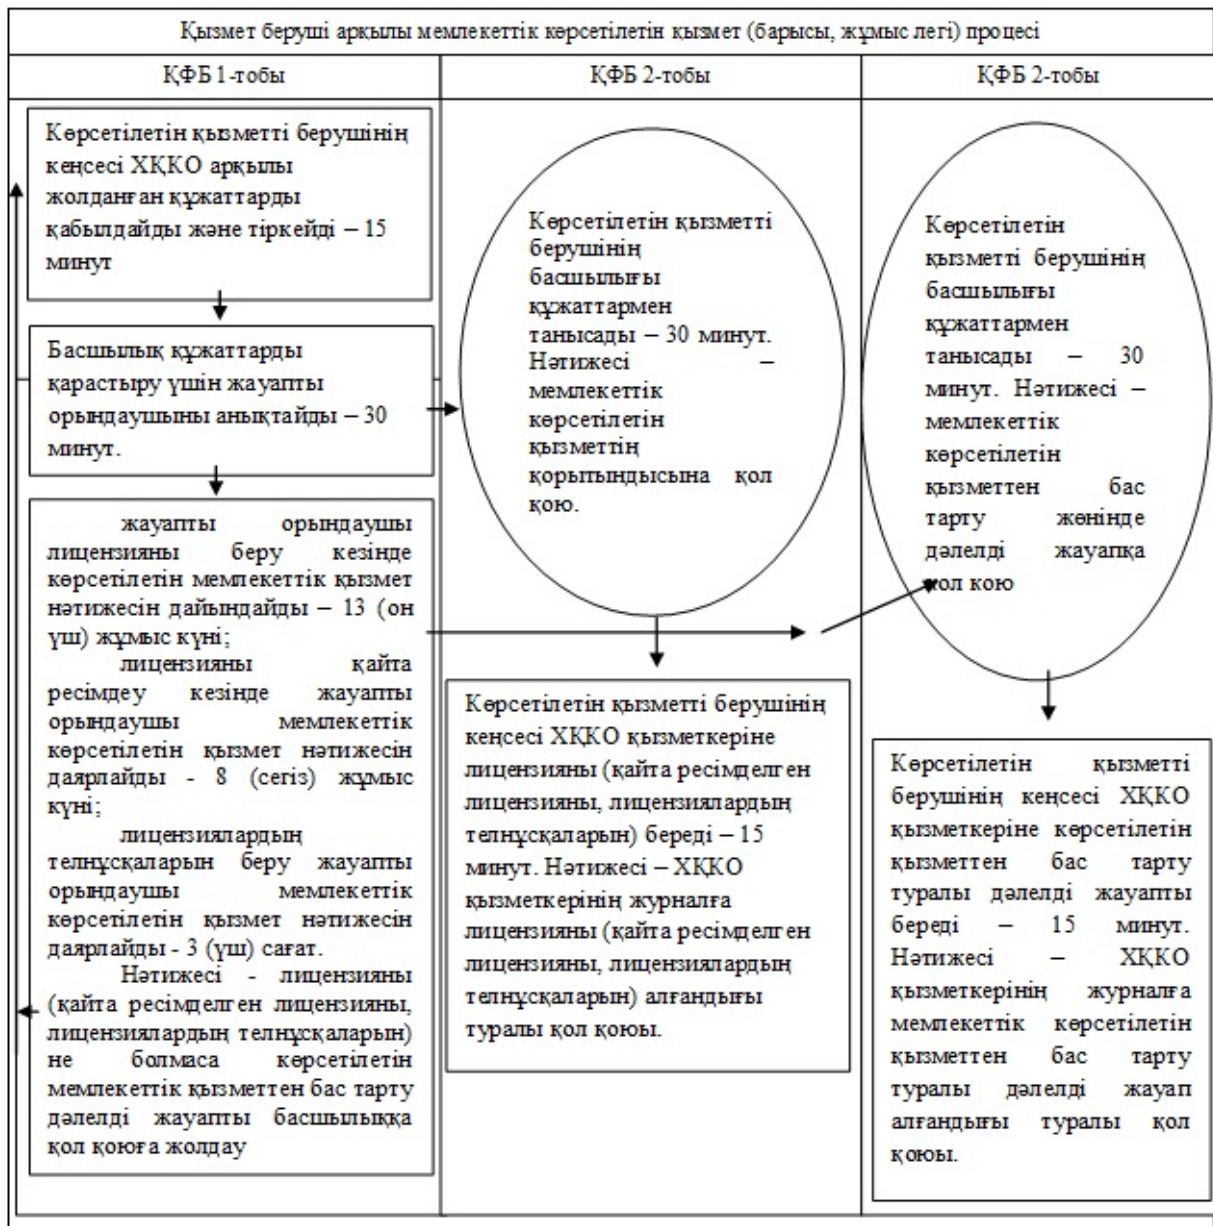 Қызмет беруші арқылы мемлекеттік көрсетілетін қызмет (барысы, жұмыс легі) процесі
ҚФБ 1-тобы
ҚФБ 2-тобы
ҚФБ 2-тобы
Көрсетілетін қызметті берушінің
кеңсесі ХҚКО арқылы
жолданған құжаттарды
қабылдайды және тіркейді – 15
минут
Басшылық құжаттарды
қарастыру үшін жауапты
орындаушыны анықтайды – 30
минут.
жауапты орындаушы
лицензияны беру кезінде
көрсетілетін мемлекеттік қызмет
нәтижесін дайындайды – 13 (он
үш) жұмыс күні;
лицензияны қайта
ресімдеу кезінде жауапты
орындаушы мемлекеттік
көрсетілетін қызмет нәтижесін
даярлайды - 8 (сегіз) жұмыс
күні;
лицензиялардың
телнұсқаларын беру жауапты
орындаушы мемлекеттік
көрсетілетін қызмет нәтижесін
даярлайды - 3 (үш) сағат.
Нәтижесі - лицензияны
(қайта ресімделген лицензияны,
лицензиялардың телнұсқаларын)
не болмаса көрсетілетін
мемлекеттік қызметтен бас тарту
дәлелді жауапты басшылыққа
қол қоюға жолдау
Көрсетілетін қызметті
берушінің
басшылығы
құжаттармен
танысады – 30 минут.
Нәтижесі –
мемлекеттік
көрсетілетін
қызметтің
қорытындысына қол
қою.
Көрсетілетін қызметті берушінің
кеңсесі ХҚКО қызметкеріне
лицензияны (қайта ресімделген
лицензияны, лицензиялардың
телнұсқаларын) береді – 15
минут. Нәтижесі – ХҚКО
қызметкерінің журналға
лицензияны (қайта ресімделген
лицензияны, лицензиялардың
телнұсқаларын) алғандығы
туралы қол қоюы.
Көрсетілетін
қызметті берушінің
басшылығы
құжаттармен
танысады – 30
минут. Нәтижесі –
мемлекеттік
көрсетілетін
қызметтен бас
тарту жөнінде
дәлелді жауапқа
қол кою
Көрсетілетін қызметті
берушінің кеңсесі ХҚКО
қызметкеріне көрсетілетін
қызметтен бас тарту
туралы дәлелді жауапты
береді – 15 минут.
Нәтижесі – ХҚКО
қызметкерінің журналға
мемлекеттік көрсетілетін
қызметтен бас тарту
туралы дәлелді жауап
алғандығы туралы қол
қоюы.